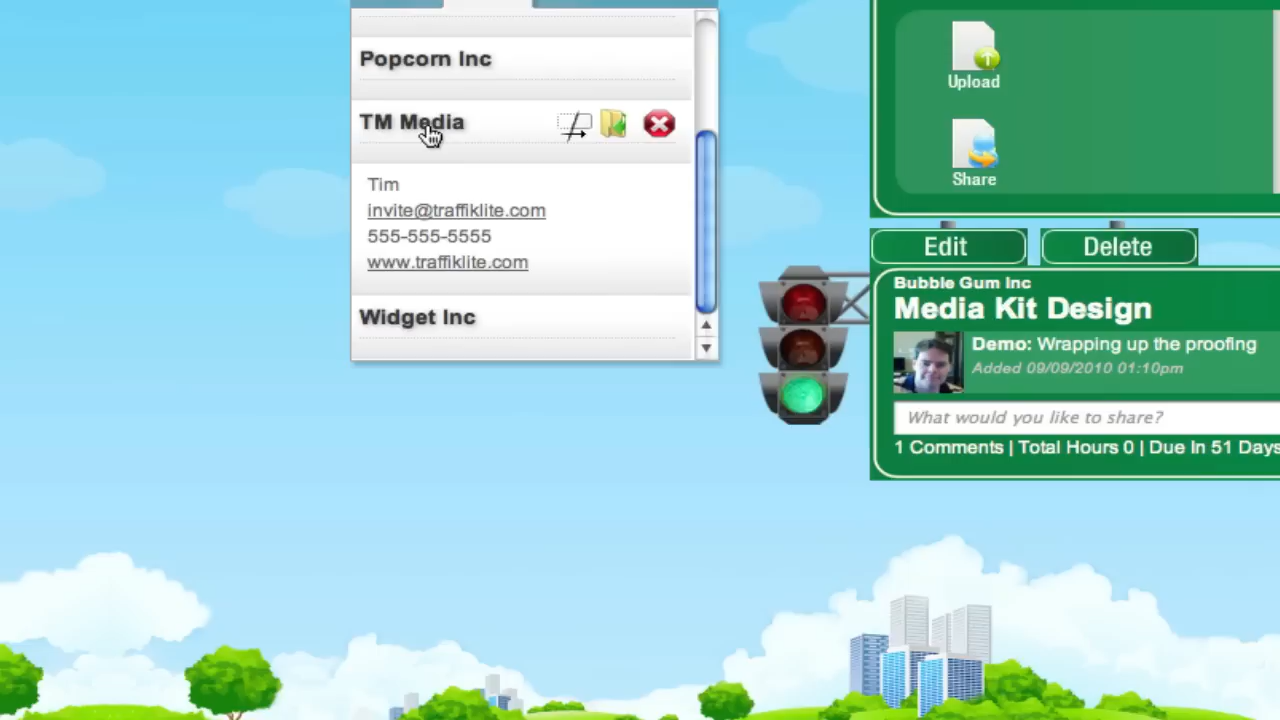 Popcorn Inc
TM Media
Tim
invite@traffiklite.com
555-555-5555
www.traffiklite.com
Widget Inc
Upload
Share
Edit
Delete
Bubble Gum Inc
Media Kit Design
Demo: Wrapping up the proofing
Added 09/09/2010 01:10pm
What would you like to share?
1 Comments | Total Hours 0 | Due In 51 Days